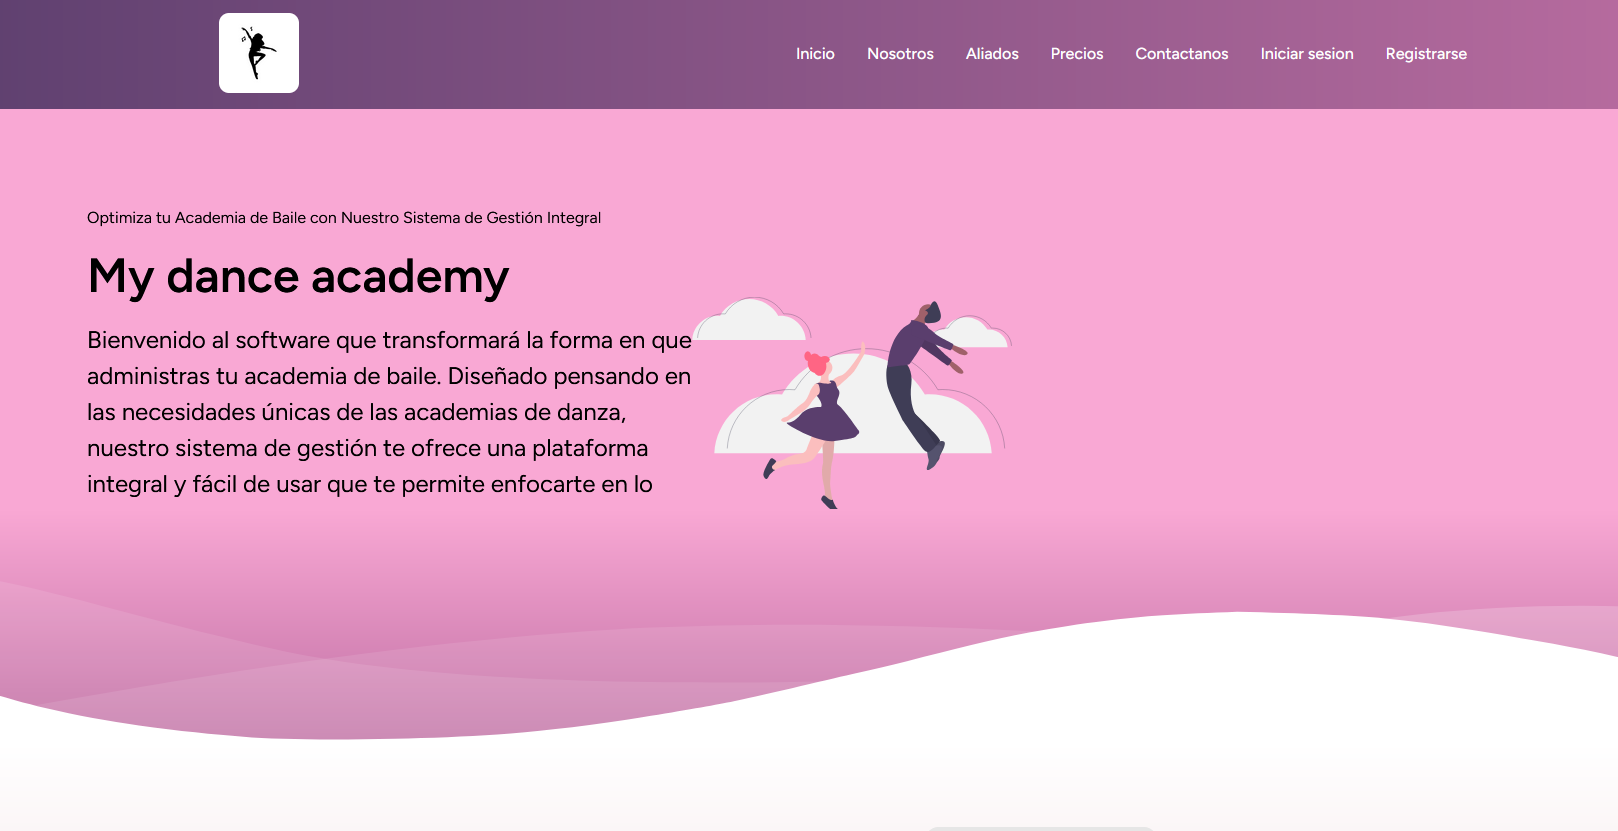 Inicio Nosotros Aliados Precios Contactanos Iniciar sesion Registrarse
Optimiza tu Academia de Baile con Nuestro Sistema de Gestión Integral
My dance academy
Bienvenido al software que transformará la forma en que
administras tu academia de baile. Diseñado pensando en
las necesidades únicas de las academias de danza,
nuestro sistema de gestión te ofrece una plataforma
integral y fácil de usar que te permite enfocarte en lo